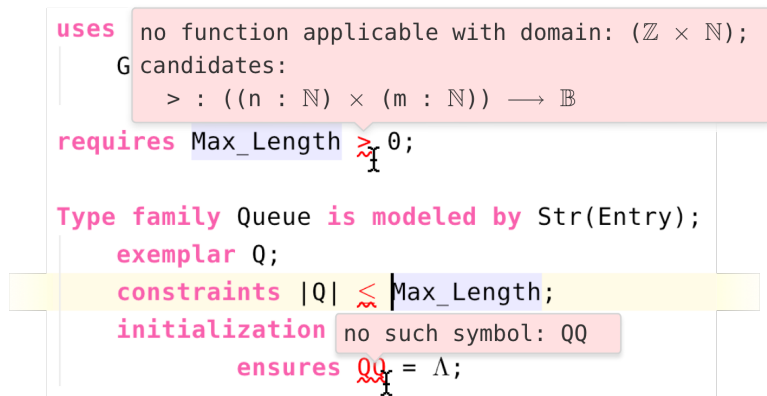 uses
no function applicable with domain: (ℤ × ℕ);
G
candidates:
> : ((n : ℕ) × (m : ℕ)) ⟶ 𝔹
requires Max_Length > 0;
Type family Queue is modeled by Str(Entry);
exemplar Q;
constraints |Q| < Max_Length;
initialization
no such symbol: QQ
ensures QQ = Λ;